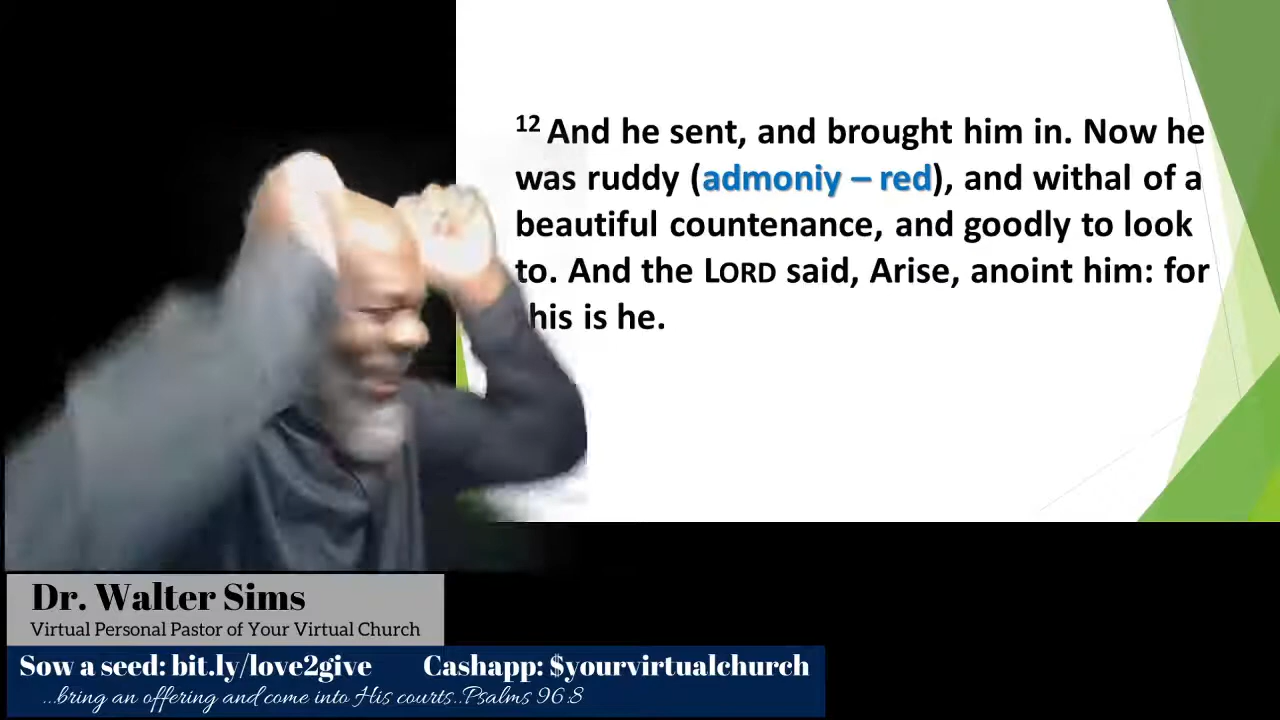 12 And he sent, and brought him in. Now he
was ruddy (admoniy – red), and withal of a
beautiful countenance, and goodly to look
to. And the LORD said, Arise, anoint him: for
his is he.
Dr. Walter Sims
Virtual Personal Pastor of Your Virtual Church
Sow a seed: bit.ly/love2give Cashapp: $yourvirtualchurch
...bring an offering and come into His courts..Psalms 96:8